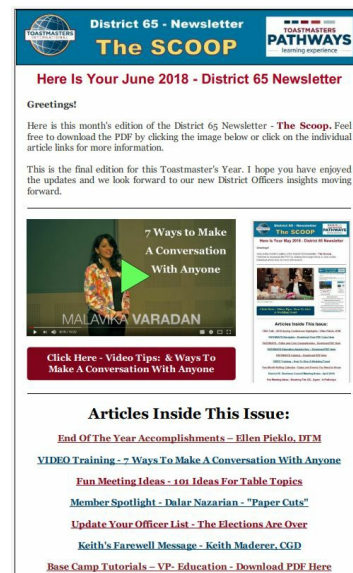 TOASTMASTERS
INTERNATIONAL
District 65 - Newsletter
The SCOOP
TOASTMASTERS
PATHWAYS
learning experience
Here Is Your June 2018 - District 65 Newsletter
Greetings!
Here is this month's edition of the District 65 Newsletter - The Scoop. Feel
free to download the PDF by clicking the image below or click on the individual
article links for more information.
This is the final edition for this Toastmaster's Year. I hope you have enjoyed
the updates and we look forward to our new District Officers insights moving
forward.
7 Ways to Make
A Conversation
With Anyone
MALAVIKA VARADAN
Click Here - Video Tips: & Ways To
Make A Conversation With Anyone
District 65 - Newsletter
The SCOOP
Here Is Your May 2018 - District 65 Newsletter
Articles Inside This Issue:
Articles Inside This Issue:
End Of The Year Accomplishments – Ellen Pieklo, DTM
VIDEO Training - 7 Ways To Make A Conversation With Anyone
Fun Meeting Ideas - 101 Ideas For Table Topics
Member Spotlight - Dalar Nazarian - "Paper Cuts"
Update Your Officer List - The Elections Are Over
Keith's Farewell Message - Keith Maderer, CGD
Base Camp Tutorials – VP- Education - Download PDF Here